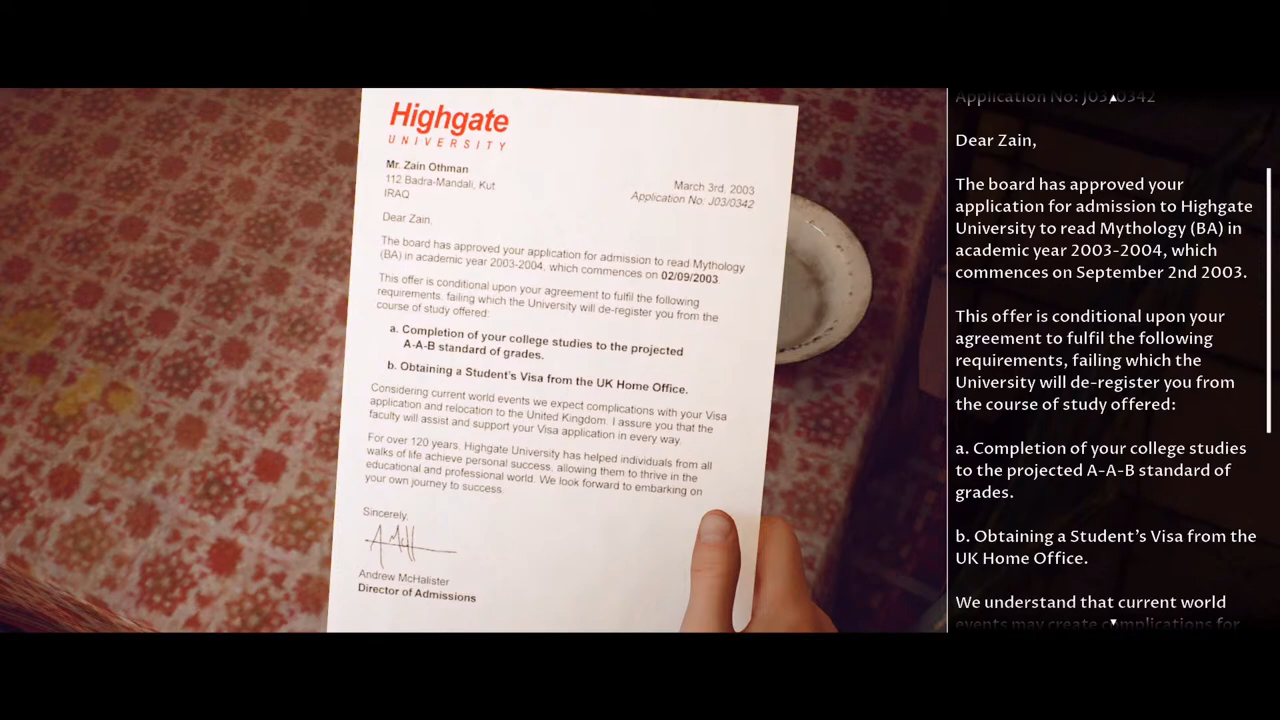 Highgate
UNIVERSITY
Mr. Zain Othman
112 Badra-Mandali, Kut
IRAQ
March 3rd, 2003
Application No: J03/0342
Dear Zain,
The board has approved your application for admission to read Mythology
(BA) in academic year 2003-2004, which commences on 02/09/2003.
This offer is conditional upon your agreement to fulfil the following
requirements, failing which the University will de-register you from the
course of study offered:
a. Completion of your college studies to the projected
A-A-B standard of grades.
b. Obtaining a Student's Visa from the UK Home Office.
Considering current world events we expect complications with your Visa
application and relocation to the United Kingdom. I assure you that the
faculty will assist and support your Visa application in every way.
For over 120 years, Highgate University has helped individuals from all
walks of life achieve personal success, allowing them to thrive in the
educational and professional world. We look forward to embarking on
your own journey to success.
Sincerely,
Andrew McHalister
Director of Admissions
Application No: J03/0342
Dear Zain,
The board has approved your
application for admission to Highgate
University to read Mythology (BA) in
academic year 2003-2004, which
commences on September 2nd 2003.
This offer is conditional upon your
agreement to fulfil the following
requirements, failing which the
University will de-register you from
the course of study offered:
a. Completion of your college studies
to the projected A-A-B standard of
grades.
b. Obtaining a Student's Visa from the
UK Home Office.
We understand that current world
events may create complications for